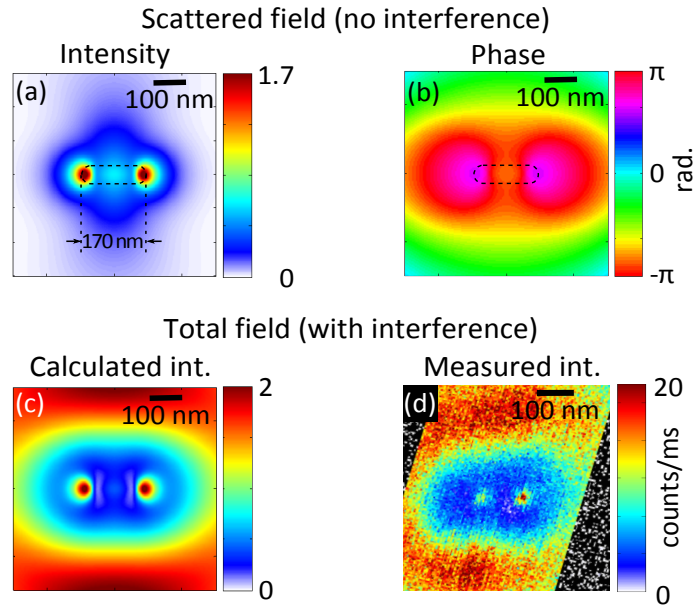 Scattered field (no interference)
Intensity
Phase
(a)
100 nm
1.7
0
170 nm
(b)
100 nm
π
0
-π
rad.
Total field (with interference)
Calculated int.
Measured int.
(c)
100 nm
2
0
(d)
100 nm
20
0
counts/ms